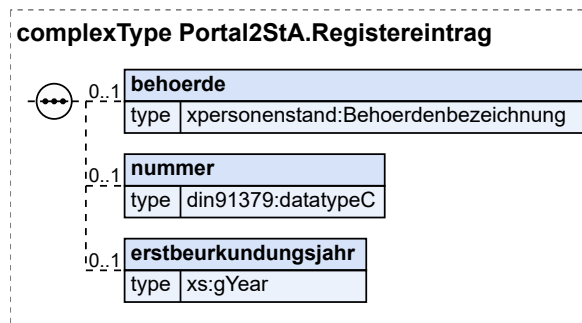 complexType Portal2StA.Registereintrag
0..1 behoerde
type xpersonenstand:Behoerdenbezeichnung
0..1 nummer
type din91379:datatypeC
0..1 erstbeurkundungsjahr
type xs:gYear